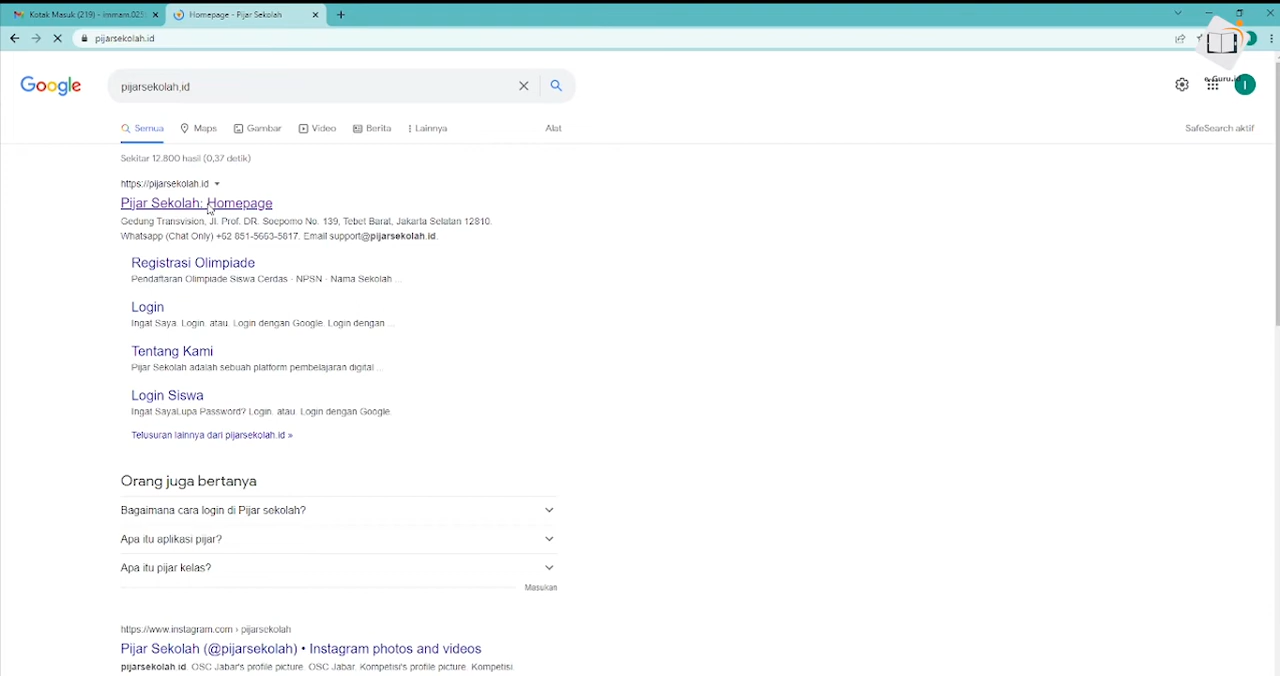 Kotak Masuk (219) - immam.025
Homepage - Pijar Sekolah
pijarsekolah.id
Google
pijarsekolah,id
e-Guru.id
I
Semua
Maps
Gambar
Video
Berita
Lainnya
Alat
SafeSearch aktif
Sekitar 12.800 hasil (0,37 detik)
https://pijarsekolah.id
Pijar Sekolah: Homepage
Gedung Transvision, Jl. Prof. DR. Soepomo No. 139, Tebet Barat, Jakarta Selatan 12810.
Whatsapp (Chat Only) +62 851-5663-5817. Email support@pijarsekolah.id.
Registrasi Olimpiade
Pendaftaran Olimpiade Siswa Cerdas · NPSN · Nama Sekolah ...
Login
Ingat Saya. Login. atau. Login dengan Google. Login dengan ...
Tentang Kami
Pijar Sekolah adalah sebuah platform pembelajaran digital ...
Login Siswa
Ingat SayaLupa Password? Login. atau. Login dengan Google.
Telusuran lainnya dari pijarsekolah.id »
Orang juga bertanya
Bagaimana cara login di Pijar sekolah?
Apa itu aplikasi pijar?
Apa itu pijar kelas?
Masukan
https://www.instagram.com › pijarsekolah
Pijar Sekolah (@pijarsekolah) • Instagram photos and videos
pijarsekolah.id. OSC Jabar's profile picture. OSC Jabar. Kompetisi's profile picture. Kompetisi.